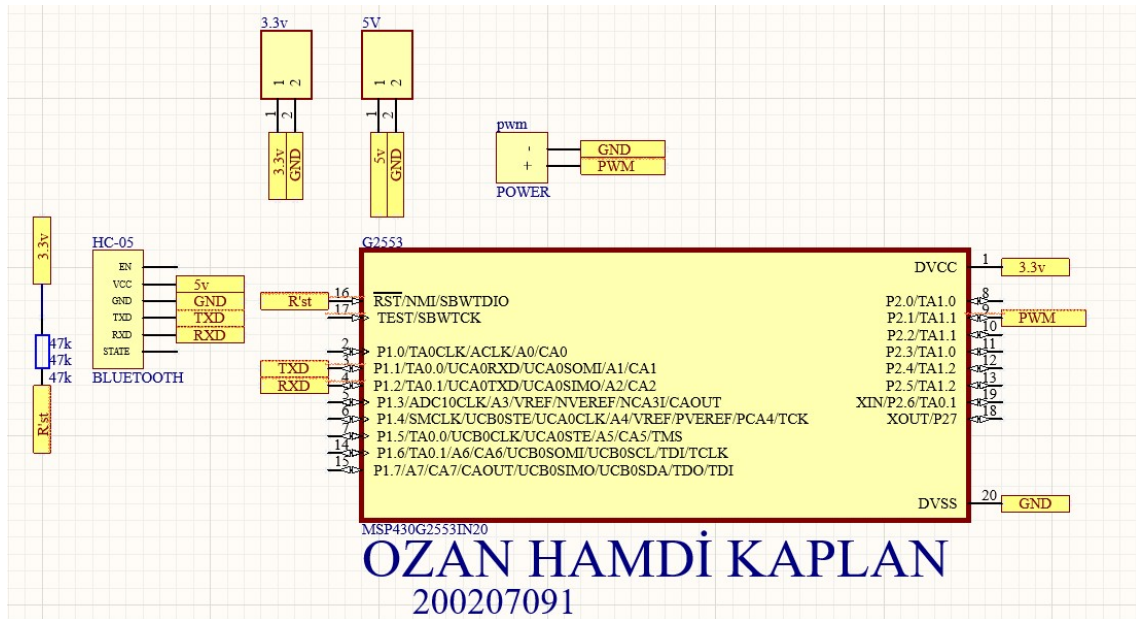 3.3v
5V
1 2
1 2
1 2
1 2
3.3v GND
5v GND
pwm
- GND
+ PWM
POWER
3.3v
47k
47k
47k
R'st
HC-05
EN
VCC 5v
GND GND
TXD TXD
RXD RXD
STATE
BLUETOOTH
G2553
R'st 16 RST/NMI/SBWTDIO
17 TEST/SBWTCK
2 P1.0/TA0CLK/ACLK/A0/CA0
TXD 3 P1.1/TA0.0/UCA0RXD/UCA0SOMI/A1/CA1
RXD 4 P1.2/TA0.1/UCA0TXD/UCA0SIMO/A2/CA2
5 P1.3/ADC10CLK/A3/VREF/NVEREF/NCA3I/CAOUT
6 P1.4/SMCLK/UCB0STE/UCA0CLK/A4/VREF/PVEREF/PCA4/TCK
7 P1.5/TA0.0/UCB0CLK/UCA0STE/A5/CA5/TMS
14 P1.6/TA0.1/A6/CA6/UCB0SOMI/UCB0SCL/TDI/TCLK
15 P1.7/A7/CA7/CAOUT/UCB0SIMO/UCB0SDA/TDO/TDI
DVCC 1 3.3v
P2.0/TA1.0 8
P2.1/TA1.1 9 PWM
P2.2/TA1.1 10
P2.3/TA1.0 11
P2.4/TA1.2 12
P2.5/TA1.2 13
XIN/P2.6/TA0.1 19
XOUT/P27 18
DVSS 20 GND
MSP430G2553IN20
OZAN HAMDİ KAPLAN
200207091